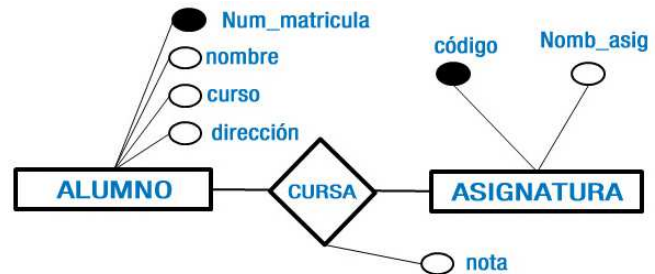 Num_matricula
nombre
curso
dirección
código
Nomb_asig
ALUMNO
CURSA
ASIGNATURA
nota